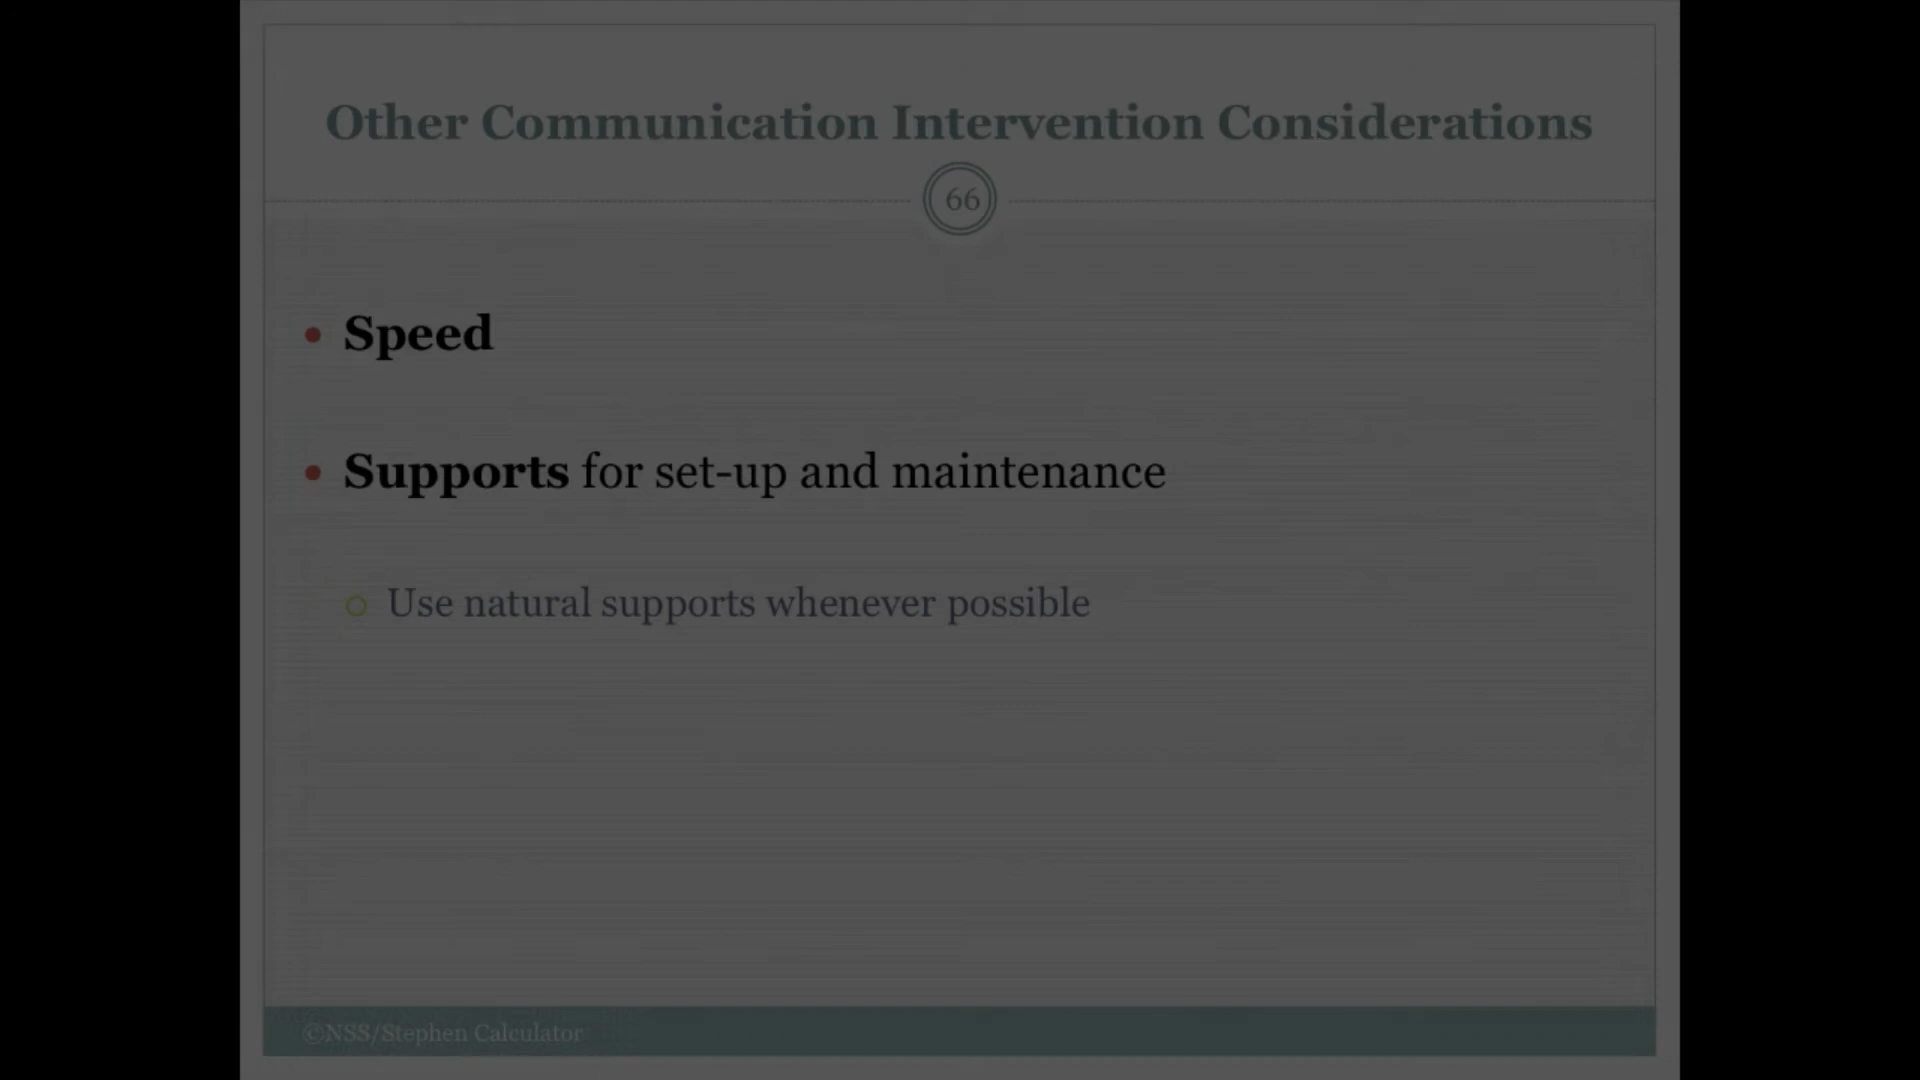 Other Communication Intervention Considerations
66
Speed
Supports for set-up and maintenance
Use natural supports whenever possible
©NSS/Stephen Calculator